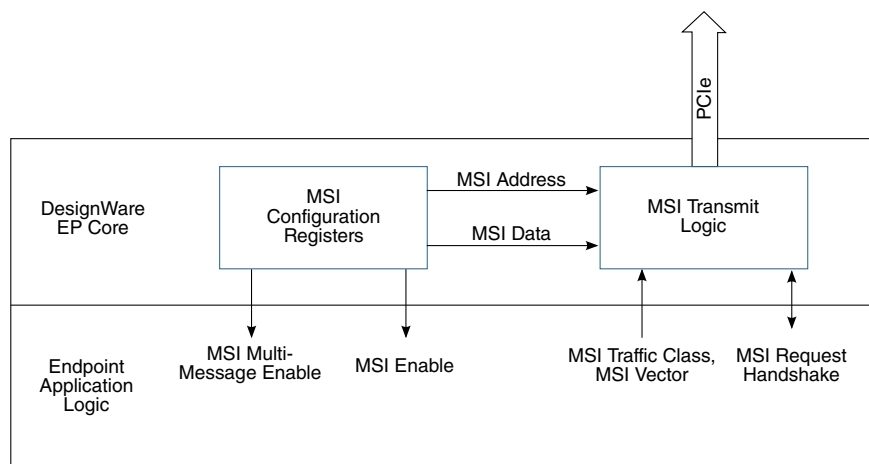 PCIe
DesignWare
EP Core
MSI
Configuration
Registers
MSI Address
MSI Data
MSI Transmit
Logic
Endpoint
Application
Logic
MSI Multi-
Message Enable
MSI Enable
MSI Traffic Class,
MSI Vector
MSI Request
Handshake